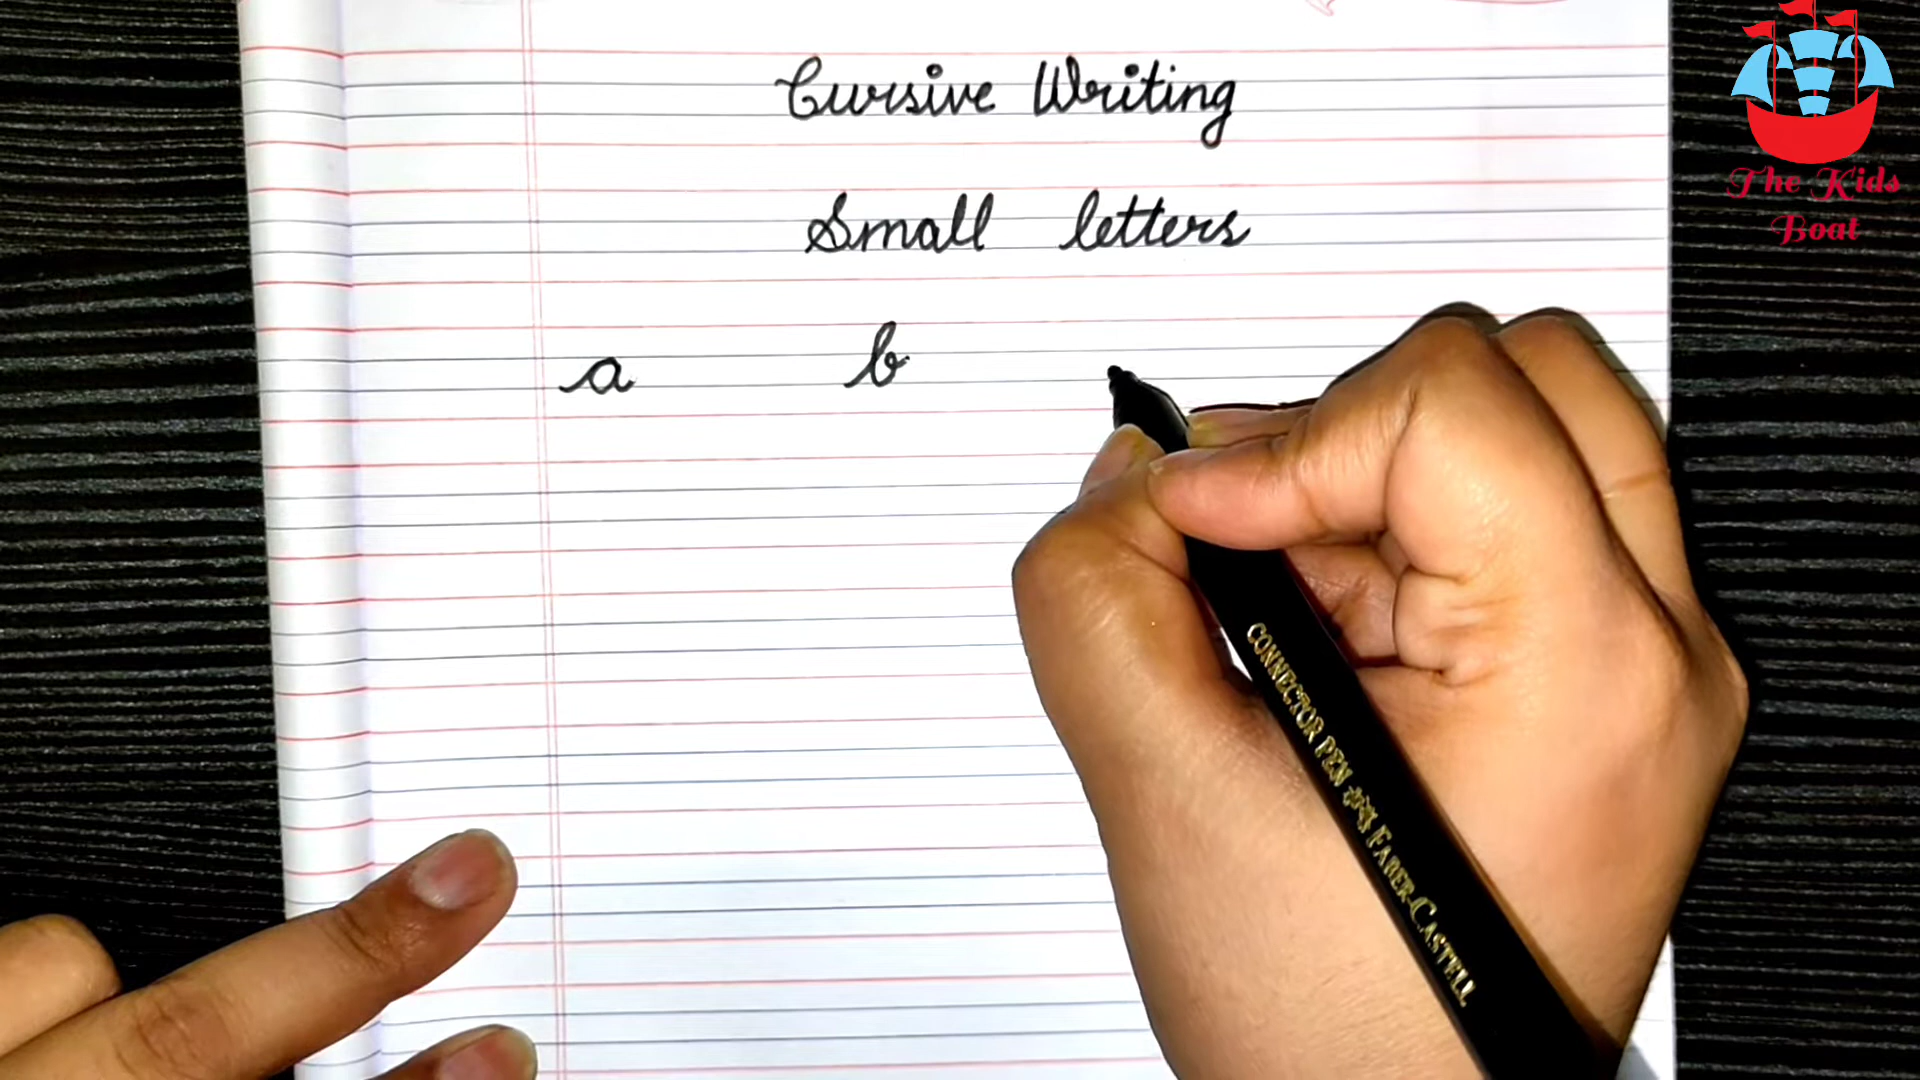 Cursive Writing
The Kids
Boat
Small letters
a b
CONNECTOR PEN FABER-CASTELL